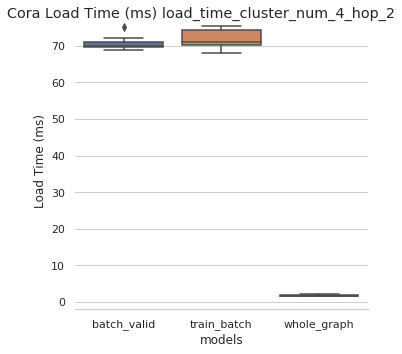 Cora Load Time (ms) load_time_cluster_num_4_hop_2
70
60
50
40
30
20
10
0
Load Time (ms)
batch_valid train_batch whole_graph
models